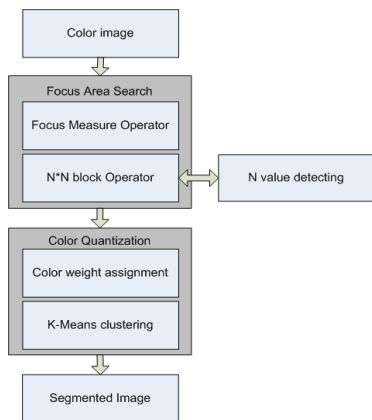 Color image
Focus Area Search
Focus Measure Operator
N*N block Operator
N value detecting
Color Quantization
Color weight assignment
K-Means clustering
Segmented Image